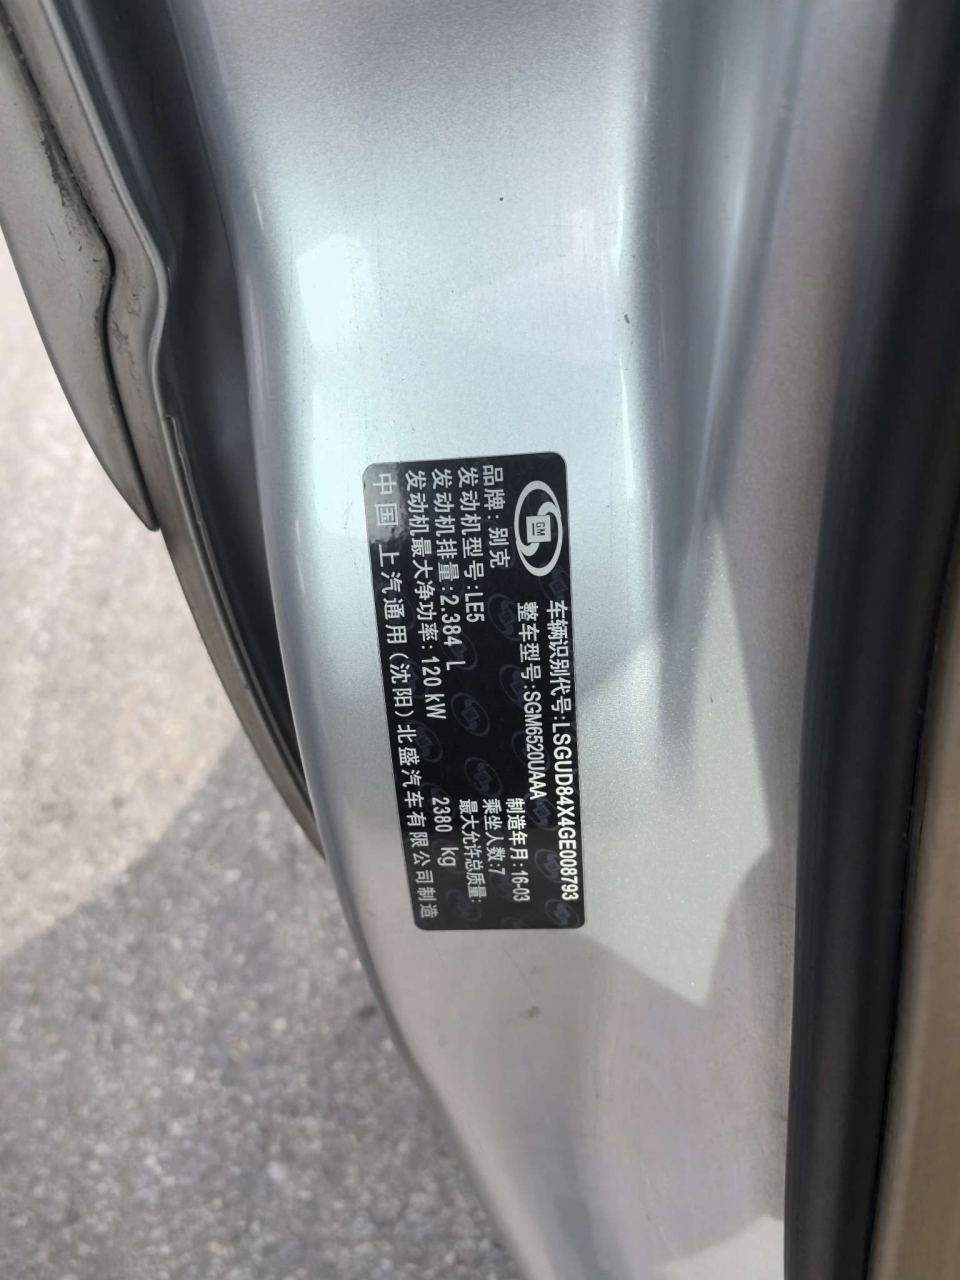 GM
车辆识别代号:LSGUD84X4GE008793
整车型号:SGM6520UAAA
品牌:别克 制造年月:16-03
发动机型号:LE5 乘坐人数:7
发动机排量:2.384 L 最大允许总质量:
发动机最大净功率:120 kW 2380 kg
中国 上汽通用(沈阳)北盛汽车有限公司制造